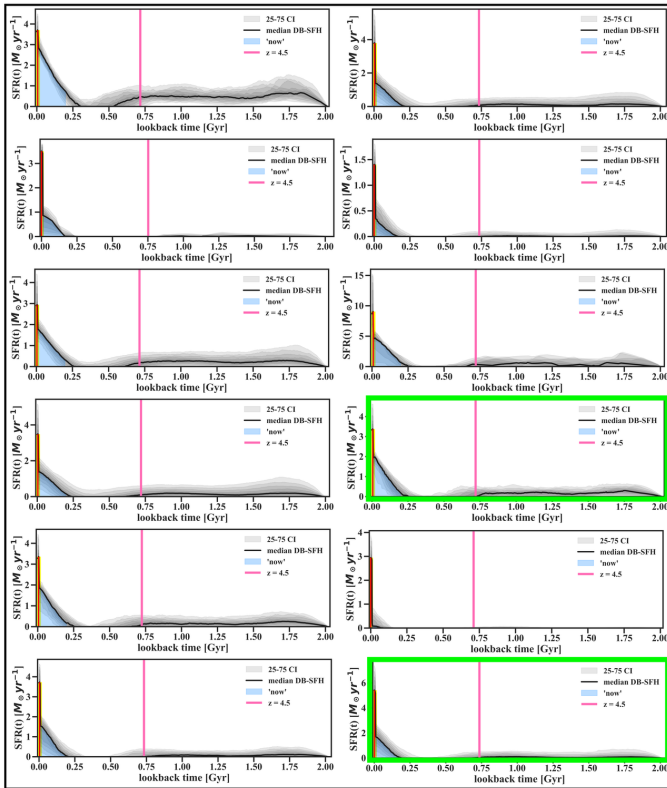 SFR(t) |M⊙yr⁻¹|
4
3
2
1
0
25-75 CI
median DB-SFH
'now'
z = 4.5
0.00 0.25 0.50 0.75 1.00 1.25 1.50 1.75 2.00
lookback time [Gyr]
SFR(t) |M⊙yr⁻¹|
4
2
0
25-75 CI
median DB-SFH
'now'
z = 4.5
0.00 0.25 0.50 0.75 1.00 1.25 1.50 1.75 2.00
lookback time [Gyr]
SFR(t) |M⊙yr⁻¹|
3
2
1
0
25-75 CI
median DB-SFH
'now'
z = 4.5
0.00 0.25 0.50 0.75 1.00 1.25 1.50 1.75 2.00
lookback time [Gyr]
SFR(t) |M⊙yr⁻¹|
1.5
1.0
0.5
0.0
25-75 CI
median DB-SFH
'now'
z = 4.5
0.00 0.25 0.50 0.75 1.00 1.25 1.50 1.75 2.00
lookback time [Gyr]
SFR(t) |M⊙yr⁻¹|
4
3
2
1
0
25-75 CI
median DB-SFH
'now'
z = 4.5
0.00 0.25 0.50 0.75 1.00 1.25 1.50 1.75 2.00
lookback time [Gyr]
SFR(t) |M⊙yr⁻¹|
15
10
5
0
25-75 CI
median DB-SFH
'now'
z = 4.5
0.00 0.25 0.50 0.75 1.00 1.25 1.50 1.75 2.00
lookback time [Gyr]
SFR(t) |M⊙yr⁻¹|
4
3
2
1
0
25-75 CI
median DB-SFH
'now'
z = 4.5
0.00 0.25 0.50 0.75 1.00 1.25 1.50 1.75 2.00
lookback time [Gyr]
SFR(t) |M⊙yr⁻¹|
4
3
2
1
0
25-75 CI
median DB-SFH
'now'
z = 4.5
0.00 0.25 0.50 0.75 1.00 1.25 1.50 1.75 2.00
lookback time [Gyr]
SFR(t) |M⊙yr⁻¹|
4
3
2
1
0
25-75 CI
median DB-SFH
'now'
z = 4.5
0.00 0.25 0.50 0.75 1.00 1.25 1.50 1.75 2.00
lookback time [Gyr]
SFR(t) |M⊙yr⁻¹|
4
3
2
1
0
25-75 CI
median DB-SFH
'now'
z = 4.5
0.00 0.25 0.50 0.75 1.00 1.25 1.50 1.75 2.00
lookback time [Gyr]
SFR(t) |M⊙yr⁻¹|
4
3
2
1
0
25-75 CI
median DB-SFH
'now'
z = 4.5
0.00 0.25 0.50 0.75 1.00 1.25 1.50 1.75 2.00
lookback time [Gyr]
SFR(t) |M⊙yr⁻¹|
6
4
2
0
25-75 CI
median DB-SFH
'now'
z = 4.5
0.00 0.25 0.50 0.75 1.00 1.25 1.50 1.75 2.00
lookback time [Gyr]